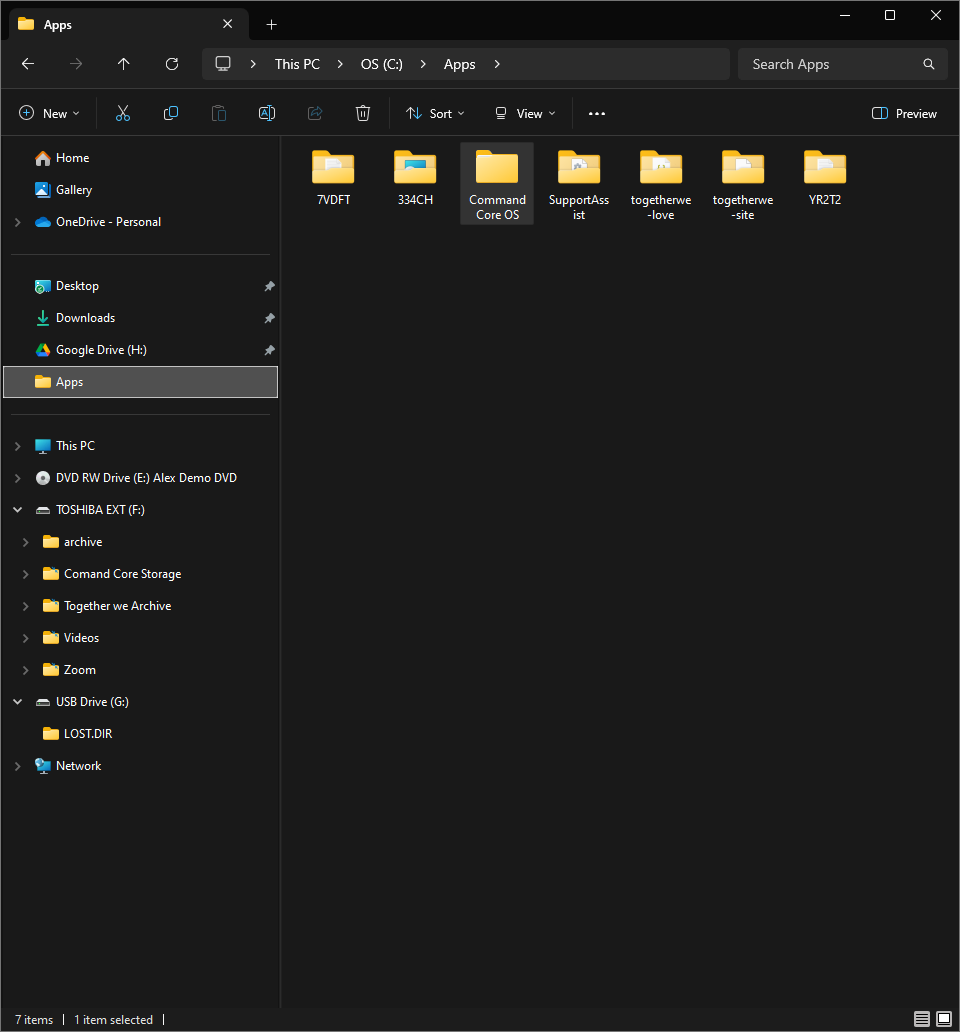 Apps
This PC
OS (C:)
Apps
Search Apps
New
Sort
View
Preview
Home
Gallery
OneDrive - Personal
Desktop
Downloads
Google Drive (H:)
Apps
This PC
DVD RW Drive (E:) Alex Demo DVD
TOSHIBA EXT (F:)
archive
Comand Core Storage
Together we Archive
Videos
Zoom
USB Drive (G:)
LOST.DIR
Network
7VDFT
334CH
Command
Core OS
SupportAss
ist
togetherwe
-love
togetherwe
-site
YR2T2
7 items
1 item selected